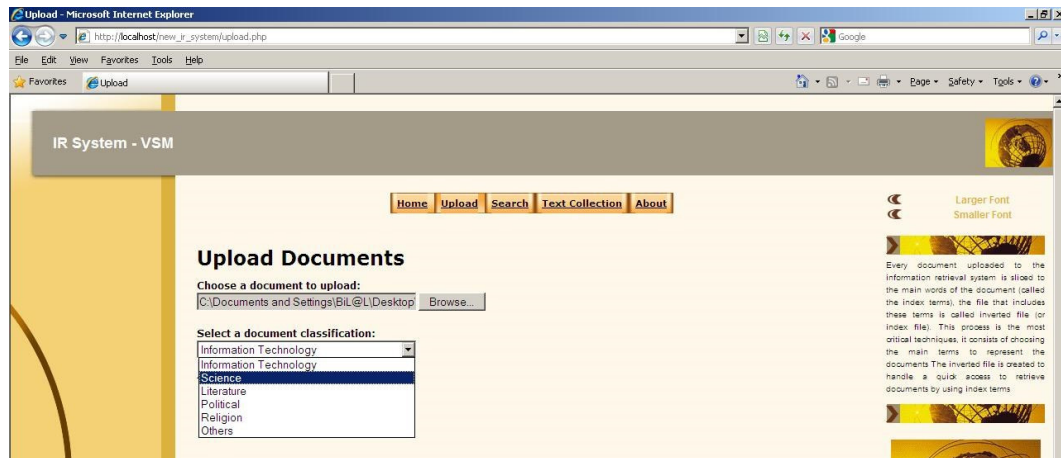 Upload - Microsoft Internet Explorer
http://localhost/new_ir_system/upload.php
Google
File Edit View Favorites Tools Help
Favorites Upload
Page Safety Tools
IR System - VSM
Home Upload Search Text Collection About
Larger Font
Smaller Font
Upload Documents
Choose a document to upload:
C:\Documents and Settings\BiL@L\Desktop Browse...
Select a document classification:
Information Technology
Information Technology
Science
Literature
Political
Religion
Others
Every document uploaded to the
information retrieval system is sliced to
the main words of the document (called
the index terms), the file that includes
these terms is called inverted file (or
index file). This process is the most
critical techniques, it consists of choosing
the main terms to represent the
documents The inverted file is created to
handle a quick access to retrieve
documents by using index terms